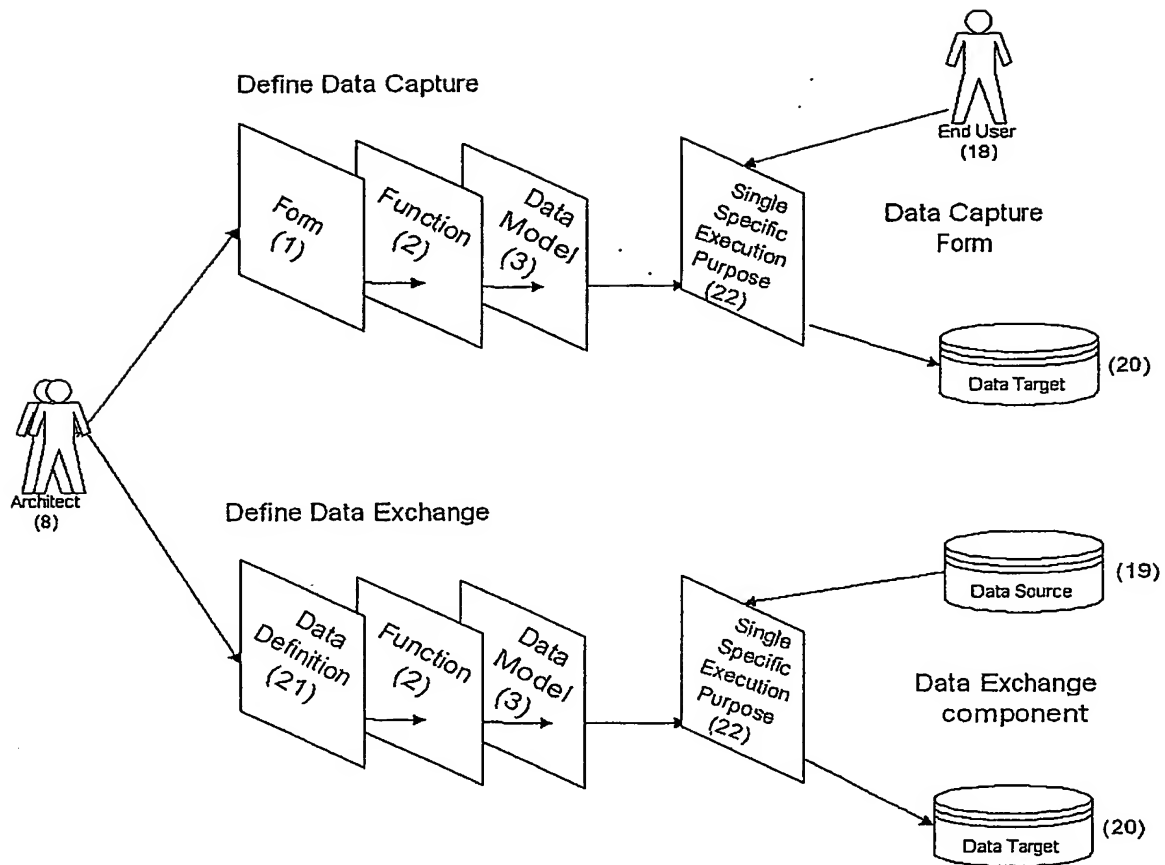 Define Data Capture
End User
(18)
Form
(1)
Function
(2)
Data
Model
(3)
Single
Specific
Execution
Purpose
(22)
Data Capture
Form
Data Target
(20)
Architect
(8)
Define Data Exchange
Data
Definition
(21)
Function
(2)
Data
Model
(3)
Single
Specific
Execution
Purpose
(22)
Data Source
(19)
Data Exchange
component
Data Target
(20)